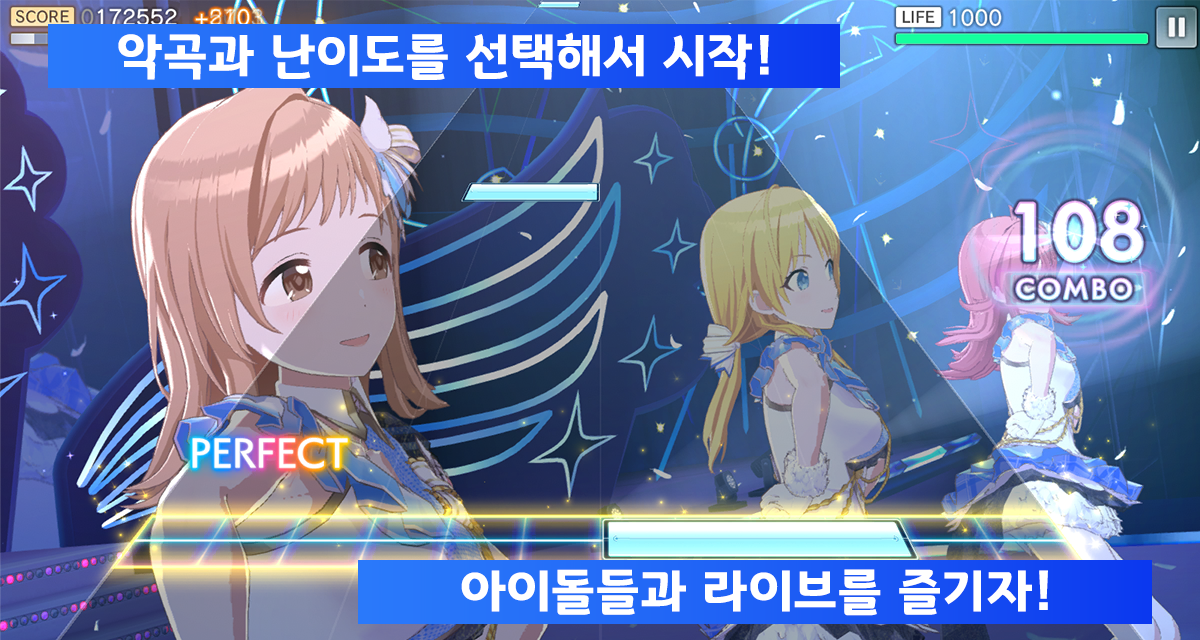 SCORE 0172552 +2103
LIFE 1000
악곡과 난이도를 선택해서 시작!
108
COMBO
PERFECT
아이돌들과 라이브를 즐기자!